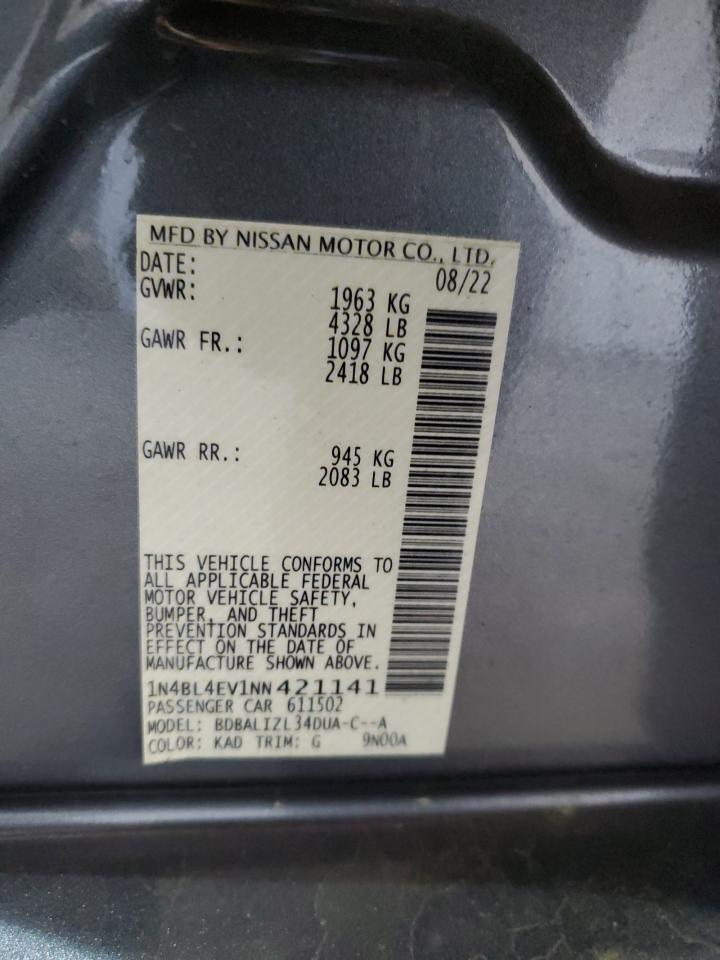 MFD BY NISSAN MOTOR CO., LTD.
DATE: 08/22
GVWR: 1963 KG
4328 LB
GAWR FR.: 1097 KG
2418 LB
GAWR RR.: 945 KG
2083 LB
THIS VEHICLE CONFORMS TO
ALL APPLICABLE FEDERAL
MOTOR VEHICLE SAFETY,
BUMPER, AND THEFT
PREVENTION STANDARDS IN
EFFECT ON THE DATE OF
MANUFACTURE SHOWN ABOVE.
1N4BL4EV1NN421141
PASSENGER CAR 611502
MODEL: BDBALIZL34DUA-C--A
COLOR: KAD TRIM: G 9N00A